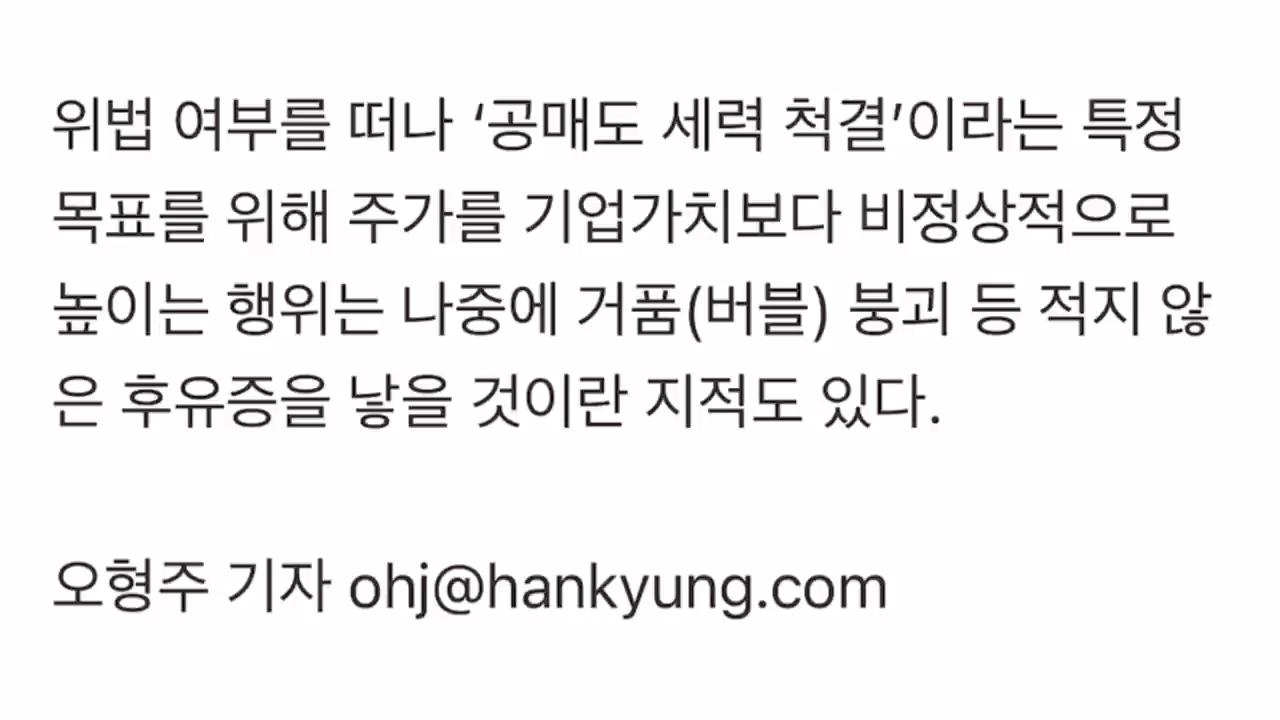 위법 여부를 떠나 ‘공매도 세력 척결’이라는 특정
목표를 위해 주가를 기업가치보다 비정상적으로
높이는 행위는 나중에 거품(버블) 붕괴 등 적지 않
은 후유증을 낳을 것이란 지적도 있다.
오형주 기자 ohj@hankyung.com